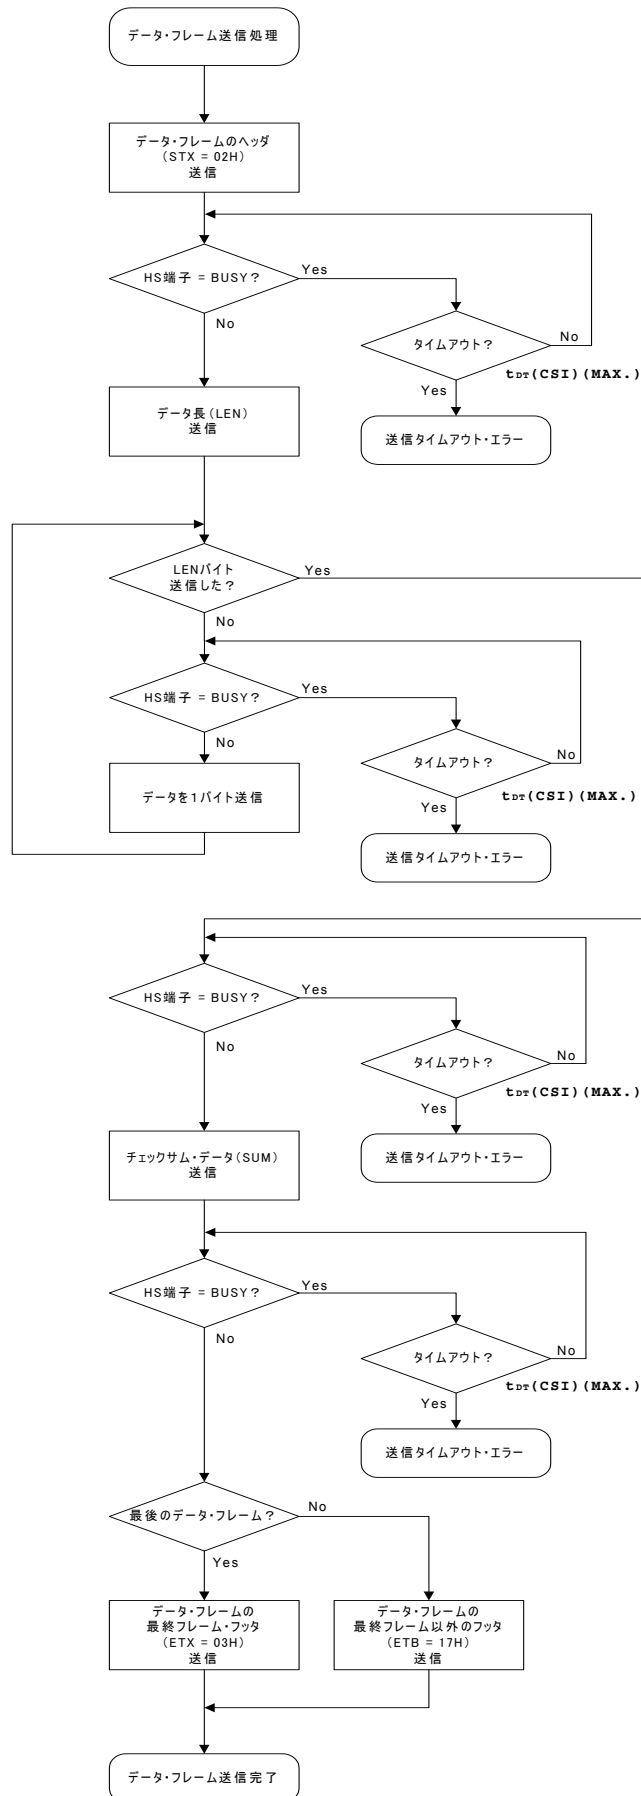 データ・フレーム送信処理
データ・フレームのヘッダ
(STX = 02H)
送信
HS端子 = BUSY?
Yes
No
タイムアウト?
No
tDT(CSI)(MAX.)
Yes
データ長(LEN)
送信
送信タイムアウト・エラー
LENバイト
送信した?
Yes
No
HS端子 = BUSY?
Yes
No
タイムアウト?
No
tDT(CSI)(MAX.)
Yes
データを1バイト送信
送信タイムアウト・エラー
HS端子 = BUSY?
Yes
No
タイムアウト?
No
tDT(CSI)(MAX.)
Yes
チェックサム・データ(SUM)
送信
送信タイムアウト・エラー
HS端子 = BUSY?
Yes
No
タイムアウト?
No
tDT(CSI)(MAX.)
Yes
送信タイムアウト・エラー
最後のデータ・フレーム?
No
Yes
データ・フレームの
最終フレーム・フッタ
(ETX = 03H)
送信
データ・フレームの
最終フレーム以外のフッタ
(ETB = 17H)
送信
データ・フレーム送信完了